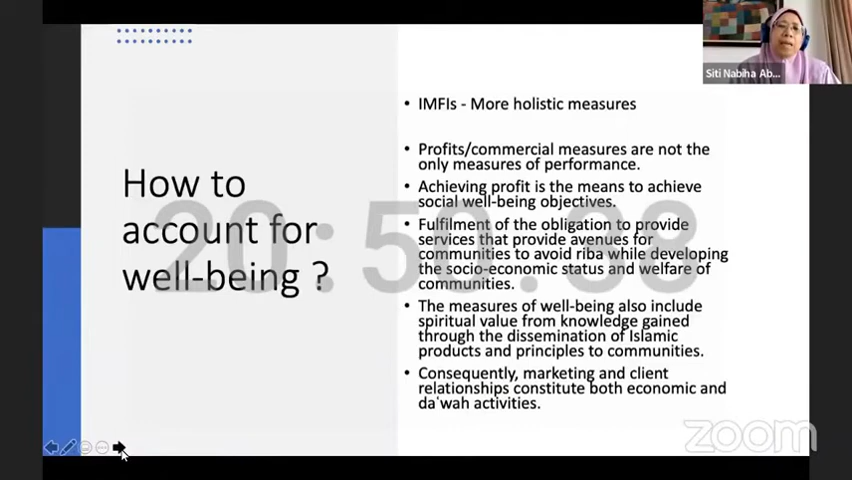 Siti Nabiha Ab...
How to
account for
well-being ?
• IMFIs - More holistic measures
• Profits/commercial measures are not the
only measures of performance.
• Achieving profit is the means to achieve
social well-being objectives.
• Fulfilment of the obligation to provide
services that provide avenues for
communities to avoid riba while developing
the socio-economic status and welfare of
communities.
• The measures of well-being also include
spiritual value from knowledge gained
through the dissemination of Islamic
products and principles to communities.
• Consequently, marketing and client
relationships constitute both economic and
daʿwah activities.
20:50:38
zoom